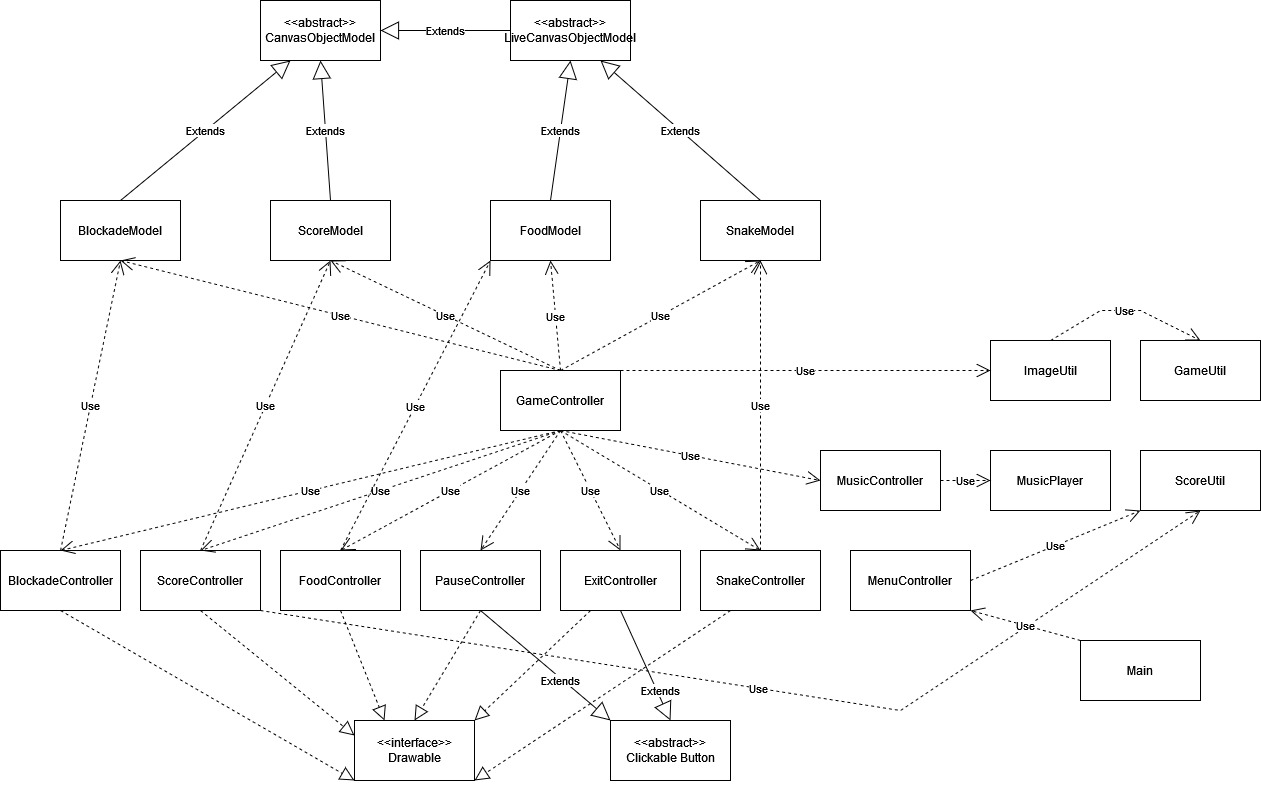 <<abstract>>
CanvasObjectModel
Extends
<<abstract>>
LiveCanvasObjectModel
Extends
Extends
Extends
Extends
BlockadeModel
ScoreModel
FoodModel
SnakeModel
Use
Use
Use
Use
Use
Use
ImageUtil
GameUtil
GameController
Use
Use
Use
Use
Use
Use
Use
Use
Use
Use
Use
MusicController
Use
MusicPlayer
ScoreUtil
Use
BlockadeController
ScoreController
FoodController
PauseController
ExitController
SnakeController
MenuController
Use
Main
Extends
Extends
Use
<<interface>>
Drawable
<<abstract>>
Clickable Button